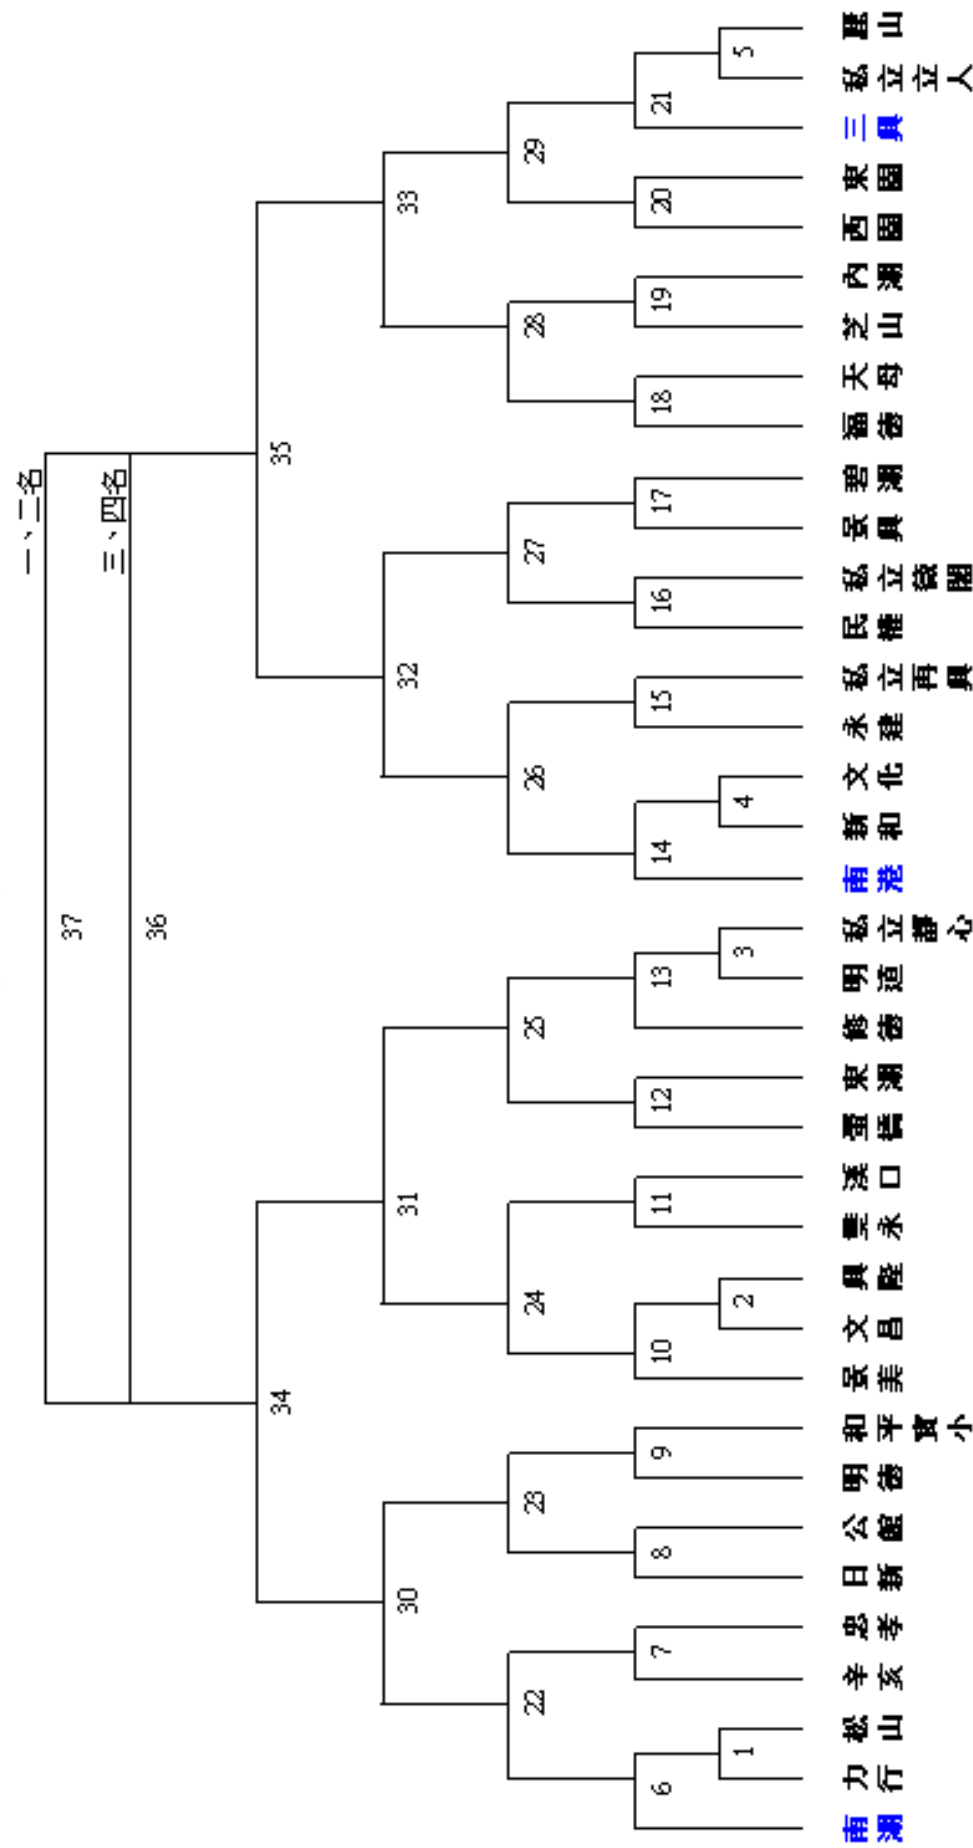 一、二名
三、四名
37
36
35
34
33
32
31
30
29
28
27
26
25
24
23
22
21
20
19
18
17
16
15
14
13
12
11
10
9
8
7
6
5
4
3
2
1
麗山
私立立人
三興
東園
西園
內湖
芝山
天母
福德
碧湖
景興
私立薇閣
民權
私立再興
永建
文化
新和
南港
私立靜心
明道
修德
東湖
螢橋
溪口
雙永
興隆
文昌
景美
和平實小
明德
公館
日新
忠孝
辛亥
松山
力行
南湖